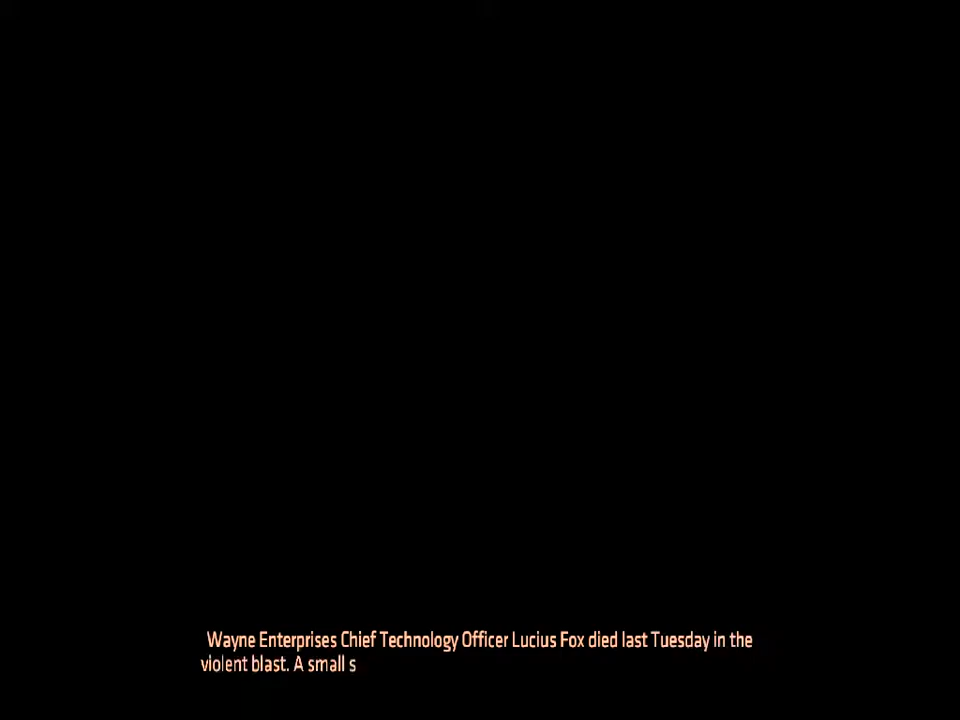 Wayne Enterprises Chief Technology Officer Lucius Fox died last Tuesday in the
violent blast. A small s